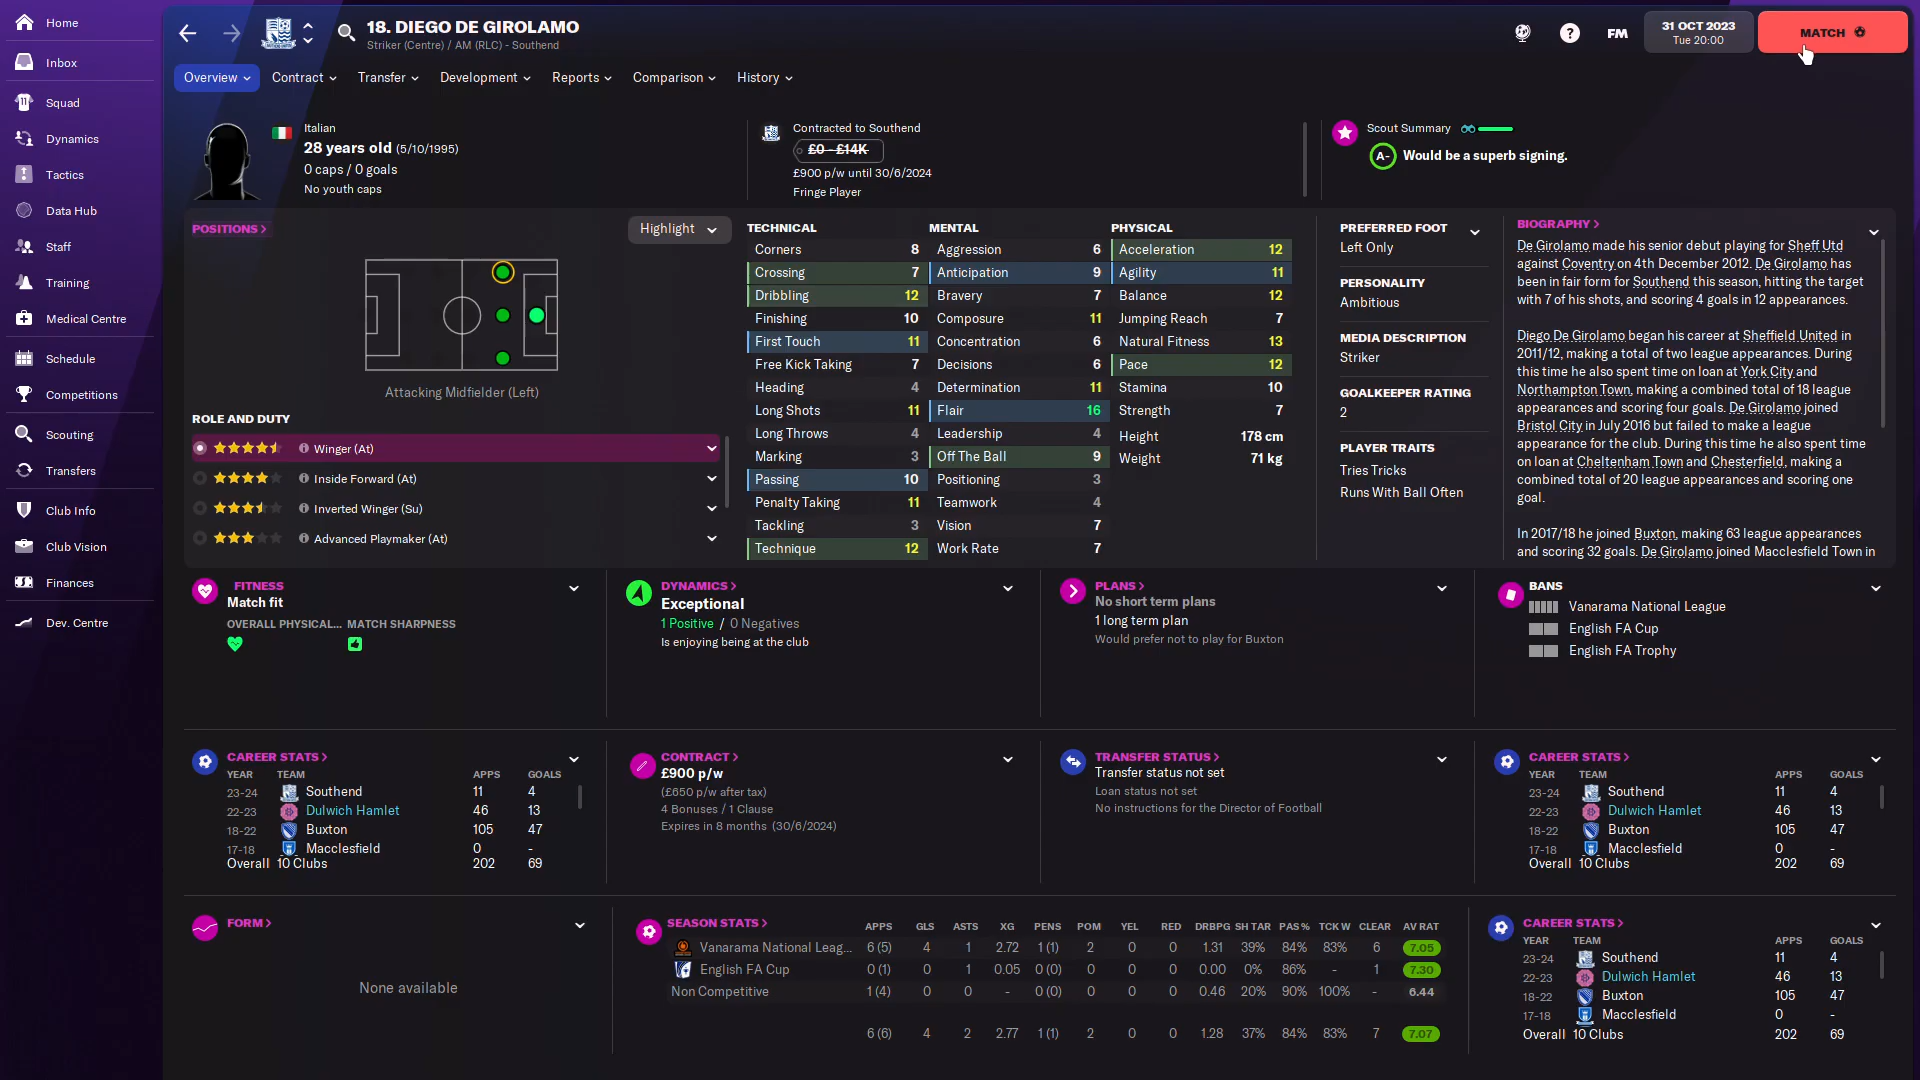 Home
Inbox
Squad
Dynamics
Tactics
Data Hub
Staff
Training
Medical Centre
Schedule
Competitions
Scouting
Transfers
Club Info
Club Vision
Finances
Dev. Centre
18. DIEGO DE GIROLAMO
Striker (Centre) / AM (RLC) - Southend
FM
31 OCT 2023
Tue 20:00
MATCH
Overview Contract Transfer Development Reports Comparison History
Italian
28 years old (5/10/1995)
0 caps / 0 goals
No youth caps
Contracted to Southend
£0 - £14K
£900 p/w until 30/6/2024
Fringe Player
Scout Summary
A- Would be a superb signing.
POSITIONS >
Highlight
Attacking Midfielder (Left)
ROLE AND DUTY
Winger (At)
Inside Forward (At)
Inverted Winger (Su)
Advanced Playmaker (At)
TECHNICAL
Corners 8
Crossing 7
Dribbling 12
Finishing 10
First Touch 11
Free Kick Taking 7
Heading 4
Long Shots 11
Long Throws 4
Marking 3
Passing 10
Penalty Taking 11
Tackling 3
Technique 12
MENTAL
Aggression 6
Anticipation 9
Bravery 7
Composure 11
Concentration 6
Decisions 6
Determination 11
Flair 16
Leadership 4
Off The Ball 9
Positioning 3
Teamwork 4
Vision 7
Work Rate 7
PHYSICAL
Acceleration 12
Agility 11
Balance 12
Jumping Reach 7
Natural Fitness 13
Pace 12
Stamina 10
Strength 7
Height 178 cm
Weight 71 kg
PREFERRED FOOT
Left Only
PERSONALITY
Ambitious
MEDIA DESCRIPTION
Striker
GOALKEEPER RATING
2
PLAYER TRAITS
Tries Tricks
Runs With Ball Often
BIOGRAPHY >
De Girolamo made his senior debut playing for Sheff Utd
against Coventry on 4th December 2012. De Girolamo has
been in fair form for Southend this season, hitting the target
with 7 of his shots, and scoring 4 goals in 12 appearances.
Diego De Girolamo began his career at Sheffield United in
2011/12, making a total of two league appearances. During
this time he also spent time on loan at York City and
Northampton Town, making a combined total of 18 league
appearances and scoring four goals. De Girolamo joined
Bristol City in July 2016 but failed to make a league
appearance for the club. During this time he also spent time
on loan at Cheltenham Town and Chesterfield, making a
combined total of 20 league appearances and scoring one
goal.
In 2017/18 he joined Buxton, making 63 league appearances
and scoring 32 goals. De Girolamo joined Macclesfield Town in
FITNESS
Match fit
OVERALL PHYSICAL... MATCH SHARPNESS
DYNAMICS >
Exceptional
1 Positive / 0 Negatives
Is enjoying being at the club
PLANS >
No short term plans
1 long term plan
Would prefer not to play for Buxton
BANS
Vanarama National League
English FA Cup
English FA Trophy
CAREER STATS >
YEAR TEAM APPS GOALS
23-24 Southend 11 4
22-23 Dulwich Hamlet 46 13
18-22 Buxton 105 47
17-18 Macclesfield 0 -
Overall 10 Clubs 202 69
CONTRACT >
£900 p/w
(£650 p/w after tax)
4 Bonuses / 1 Clause
Expires in 8 months (30/6/2024)
TRANSFER STATUS >
Transfer status not set
Loan status not set
No instructions for the Director of Football
CAREER STATS >
YEAR TEAM APPS GOALS
23-24 Southend 11 4
22-23 Dulwich Hamlet 46 13
18-22 Buxton 105 47
17-18 Macclesfield 0 -
Overall 10 Clubs 202 69
FORM >
None available
SEASON STATS > APPS GLS ASTS XG PENS POM YEL RED DRBPG SH TAR PAS % TCK W CLEAR AV RAT
Vanarama National Leag... 6 (5) 4 1 2.72 1 (1) 2 0 0 1.31 39% 84% 83% 6 7.05
English FA Cup 0 (1) 0 1 0.05 0 (0) 0 0 0 0.00 0% 86% - 1 7.30
Non Competitive 1 (4) 0 0 - 0 (0) 0 0 0 0.46 20% 90% 100% - 6.44
6 (6) 4 2 2.77 1 (1) 2 0 0 1.28 37% 84% 83% 7 7.07
CAREER STATS >
YEAR TEAM APPS GOALS
23-24 Southend 11 4
22-23 Dulwich Hamlet 46 13
18-22 Buxton 105 47
17-18 Macclesfield 0 -
Overall 10 Clubs 202 69